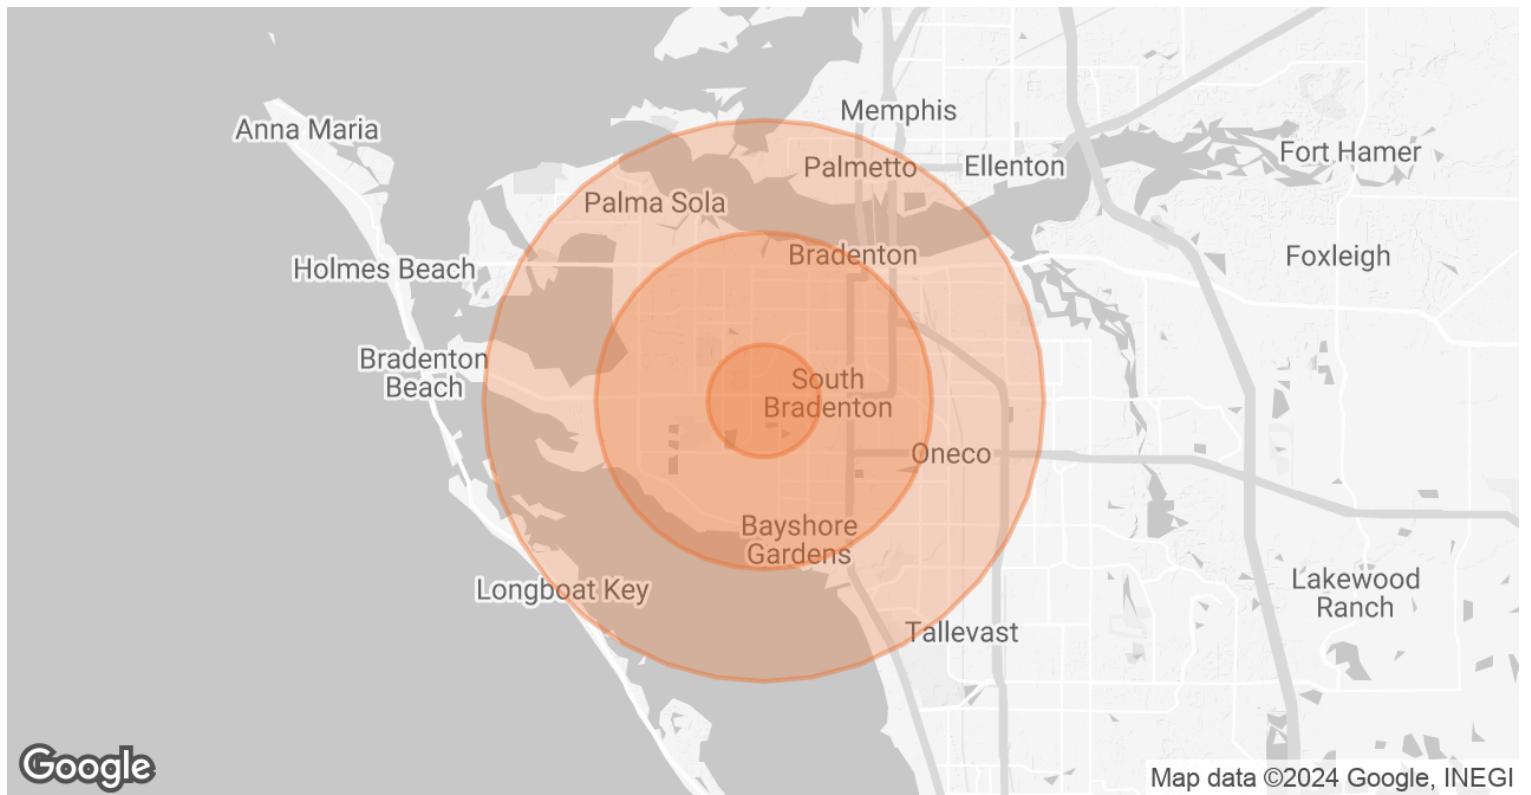 Memphis
Anna Maria
Palmetto
Ellenton
Fort Hamer
Palma Sola
Bradenton
Foxleigh
Holmes Beach
Bradenton
Beach
South
Bradenton
Oneco
Bayshore
Gardens
Longboat Key
Lakewood
Ranch
Tallevast
Google
Map data ©2024 Google, INEGI